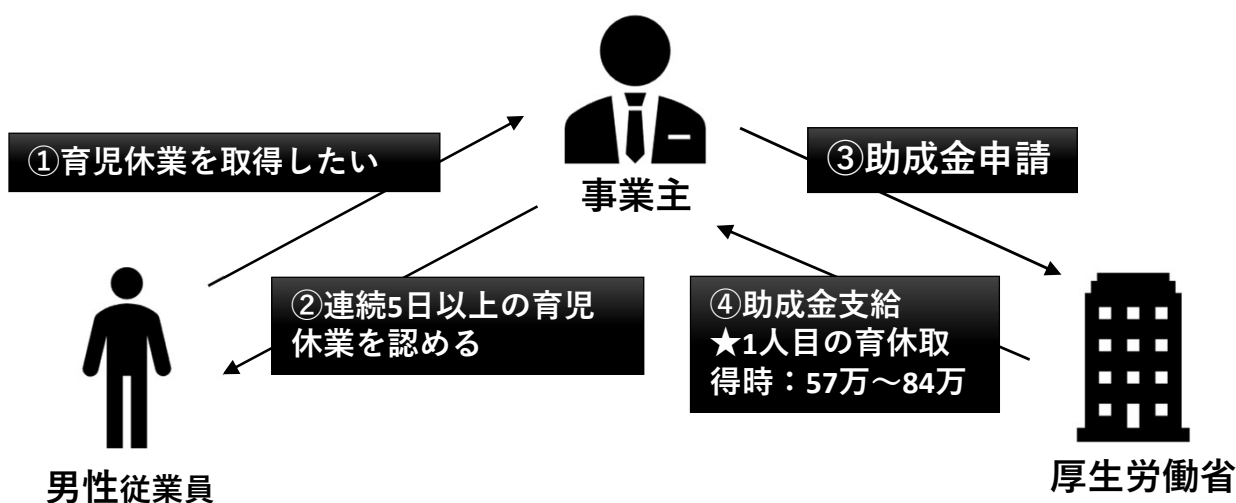 ①育児休業を取得したい
事業主
③助成金申請
②連続5日以上の育児
休業を認める
④助成金支給
★1人目の育休取
得時：57万～84万
男性従業員
厚生労働省